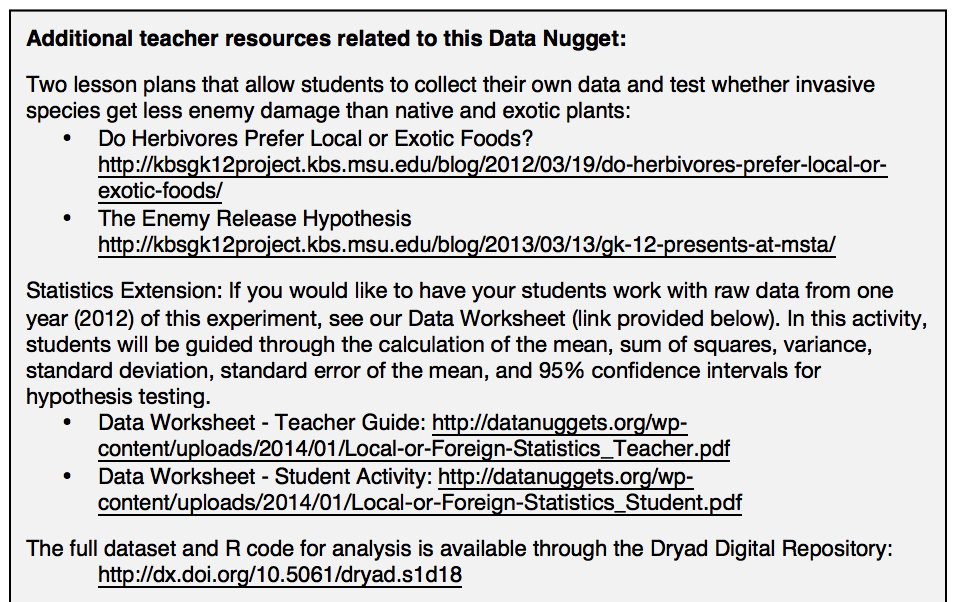 Additional teacher resources related to this Data Nugget:
Two lesson plans that allow students to collect their own data and test whether invasive
species get less enemy damage than native and exotic plants:
• Do Herbivores Prefer Local or Exotic Foods?
http://kbsgk12project.kbs.msu.edu/blog/2012/03/19/do-herbivores-prefer-local-or-
exotic-foods/
• The Enemy Release Hypothesis
http://kbsgk12project.kbs.msu.edu/blog/2013/03/13/gk-12-presents-at-msta/
Statistics Extension: If you would like to have your students work with raw data from one
year (2012) of this experiment, see our Data Worksheet (link provided below). In this activity,
students will be guided through the calculation of the mean, sum of squares, variance,
standard deviation, standard error of the mean, and 95% confidence intervals for
hypothesis testing.
• Data Worksheet - Teacher Guide: http://datanuggets.org/wp-
content/uploads/2014/01/Local-or-Foreign-Statistics_Teacher.pdf
• Data Worksheet - Student Activity: http://datanuggets.org/wp-
content/uploads/2014/01/Local-or-Foreign-Statistics_Student.pdf
The full dataset and R code for analysis is available through the Dryad Digital Repository:
http://dx.doi.org/10.5061/dryad.s1d18